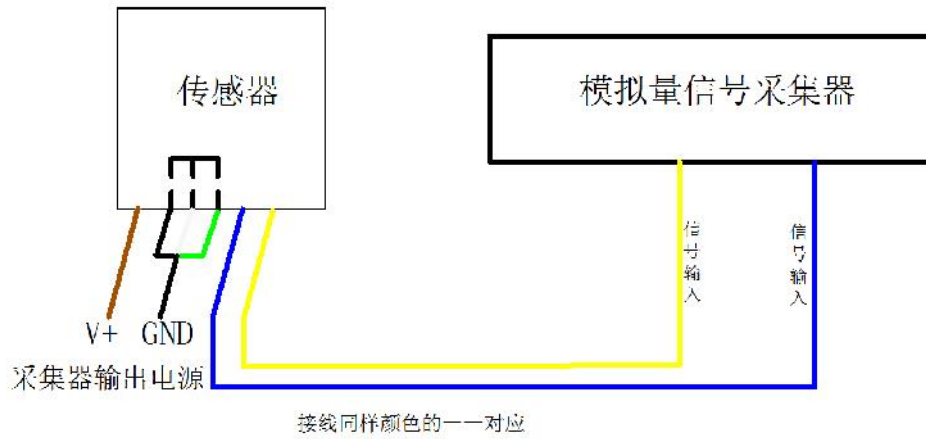 传感器
模拟量信号采集器
信号输入
信号输入
V+ GND
采集器输出电源
接线同样颜色的一一对应